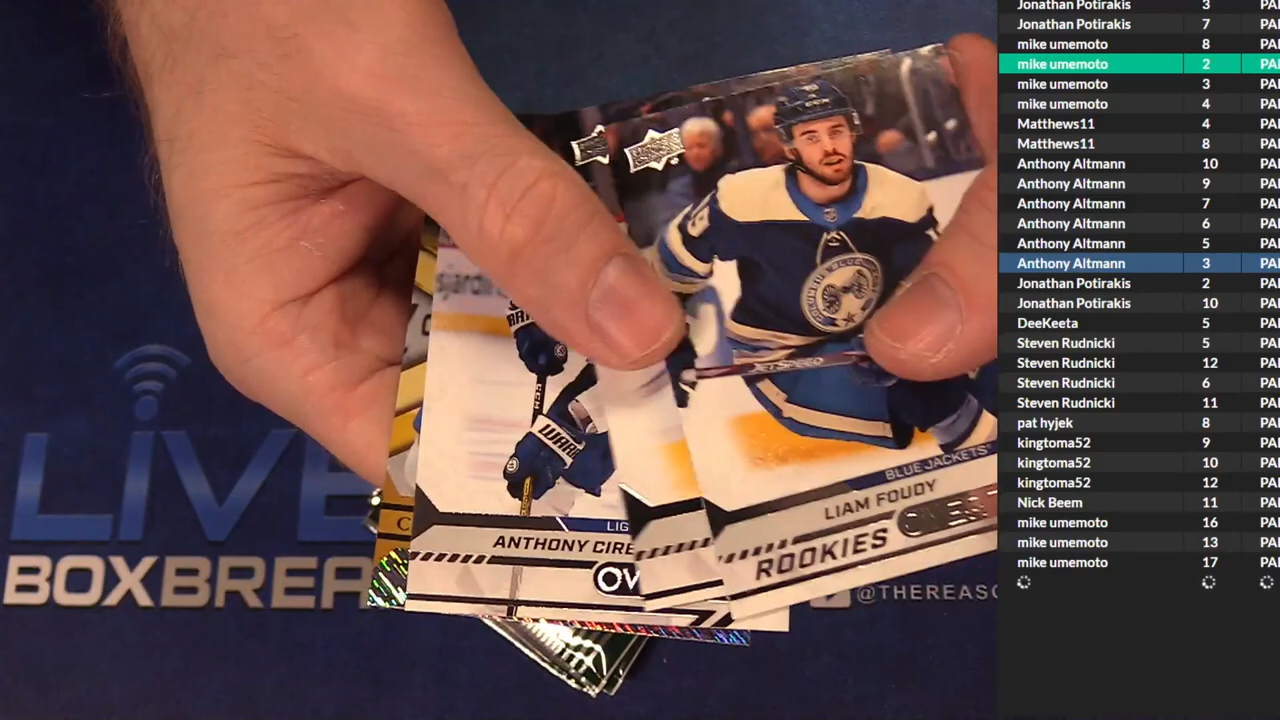 Jonathan Potirakis 3 PAI
Jonathan Potirakis 7 PAI
mike umemoto 8 PAI
mike umemoto 2 PAI
mike umemoto 3 PAI
mike umemoto 4 PAI
Matthews11 4 PAI
Matthews11 8 PAI
Anthony Altmann 10 PAI
Anthony Altmann 9 PAI
Anthony Altmann 7 PAI
Anthony Altmann 6 PAI
Anthony Altmann 5 PAI
Anthony Altmann 3 PAI
Jonathan Potirakis 2 PAI
Jonathan Potirakis 10 PAI
DeeKeeta 5 PAI
Steven Rudnicki 5 PAI
Steven Rudnicki 12 PAI
Steven Rudnicki 6 PAI
Steven Rudnicki 11 PAI
pat hyjek 8 PAI
kingtoma52 9 PAI
kingtoma52 10 PAI
kingtoma52 12 PAI
Nick Beem 11 PAI
mike umemoto 16 PAI
mike umemoto 13 PAI
mike umemoto 17 PAI
19
JETSPEED
BLUE JACKETS
LIAM FOUDY
ROOKIES
WARR
LIG
ANTHONY CIRE
OV
LIVE
BOXBREA
@THEREASO